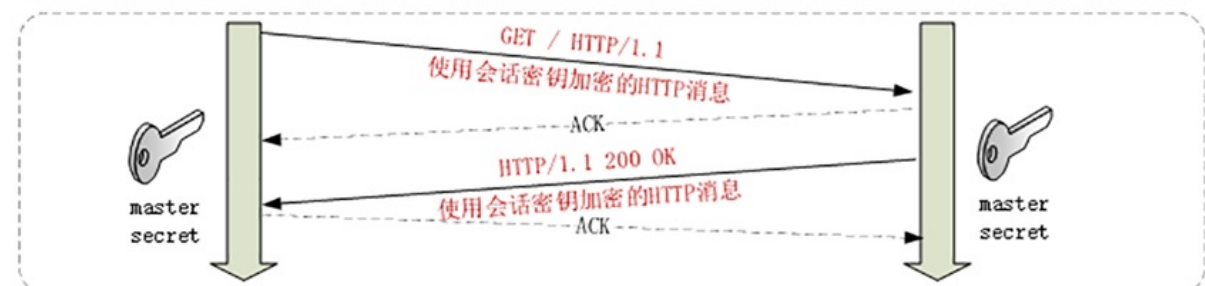 GET / HTTP/1.1
使用会话密钥加密的HTTP消息
ACK
HTTP/1.1 200 OK
使用会话密钥加密的HTTP消息
ACK
master
secret
master
secret